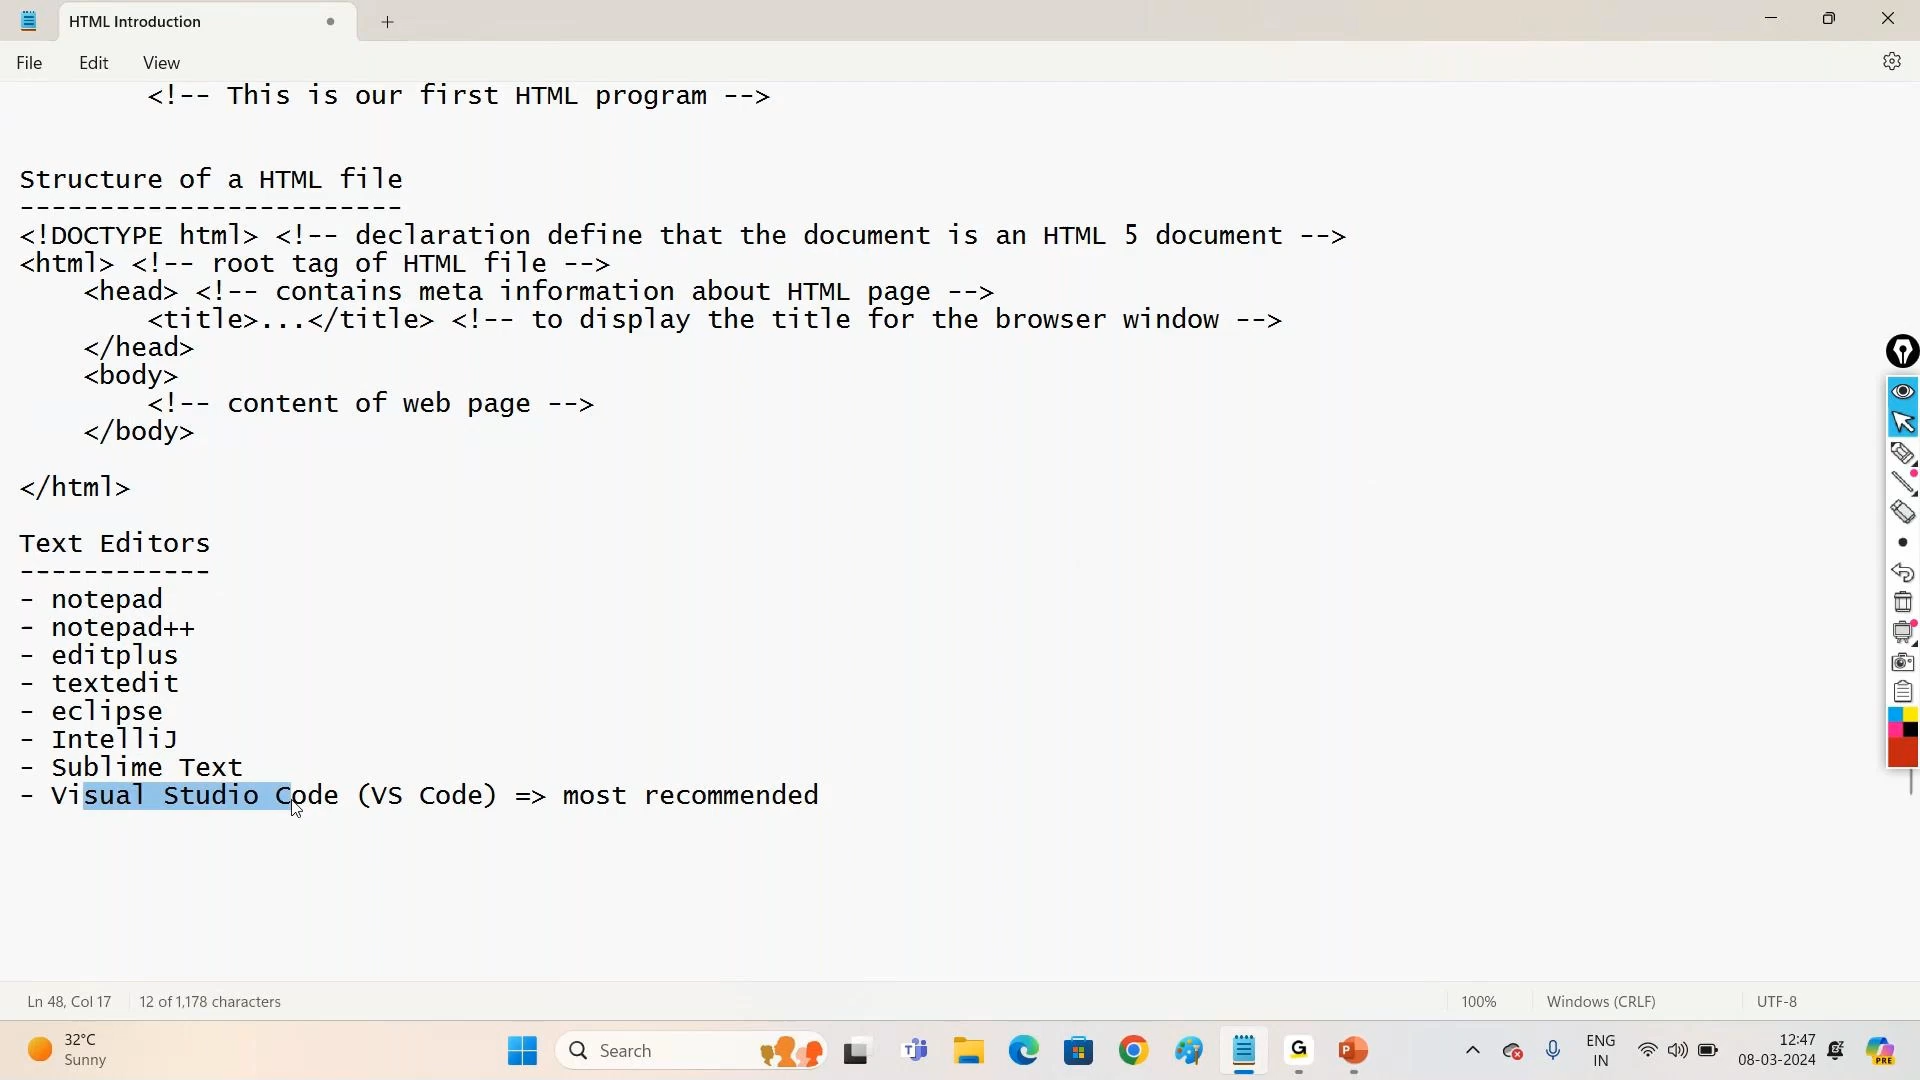 HTML Introduction
File Edit View
<!-- This is our first HTML program -->
Structure of a HTML file
------------------------
<!DOCTYPE html> <!-- declaration define that the document is an HTML 5 document -->
<html> <!-- root tag of HTML file -->
<head> <!-- contains meta information about HTML page -->
<title>...</title> <!-- to display the title for the browser window -->
</head>
<body>
<!-- content of web page -->
</body>
</html>
Text Editors
------------
- notepad
- notepad++
- editplus
- textedit
- eclipse
- IntelliJ
- Sublime Text
- Visual Studio Code (VS Code) => most recommended
Ln 48, Col 17 12 of 1,178 characters 100% Windows (CRLF) UTF-8
32°C
Sunny
Search
ENG
IN
12:47
08-03-2024
PRE